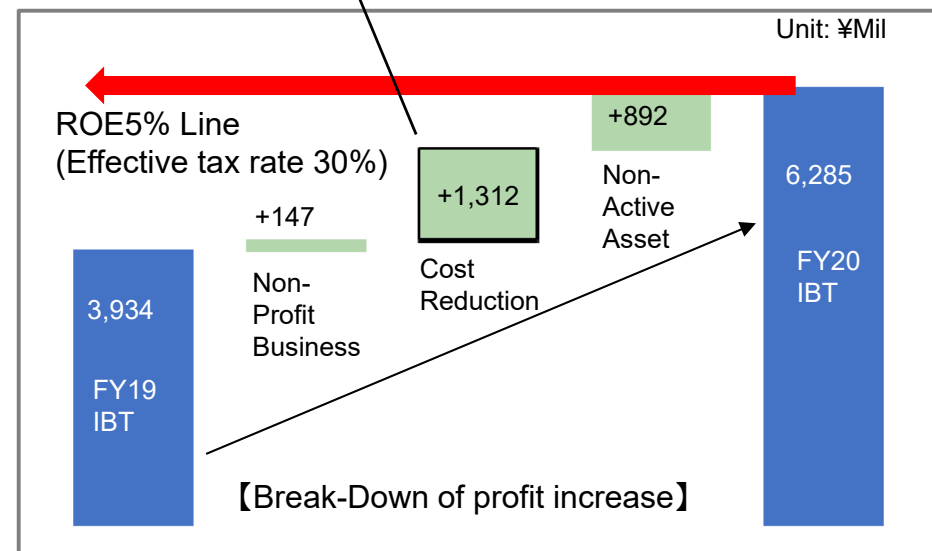 Unit: ¥Mil
ROE5% Line
(Effective tax rate 30%)
+892
Non-
Active
Asset
6,285
FY20
IBT
+1,312
Cost
Reduction
+147
Non-
Profit
Business
3,934
FY19
IBT
【Break-Down of profit increase】